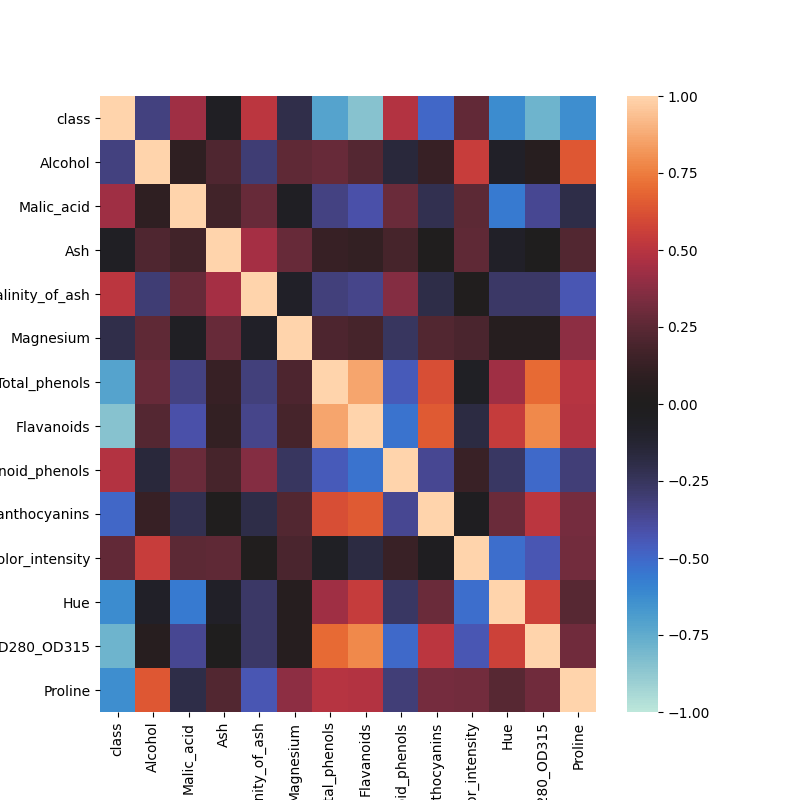 class
Alcohol
Malic_acid
Ash
alinity_of_ash
Magnesium
Total_phenols
Flavanoids
noid_phenols
anthocyanins
olor_intensity
Hue
D280_OD315
Proline
class
Alcohol
Malic_acid
Ash
nity_of_ash
Magnesium
tal_phenols
Flavanoids
id_phenols
thocyanins
or_intensity
Hue
280_OD315
Proline
1.00
0.75
0.50
0.25
0.00
−0.25
−0.50
−0.75
−1.00